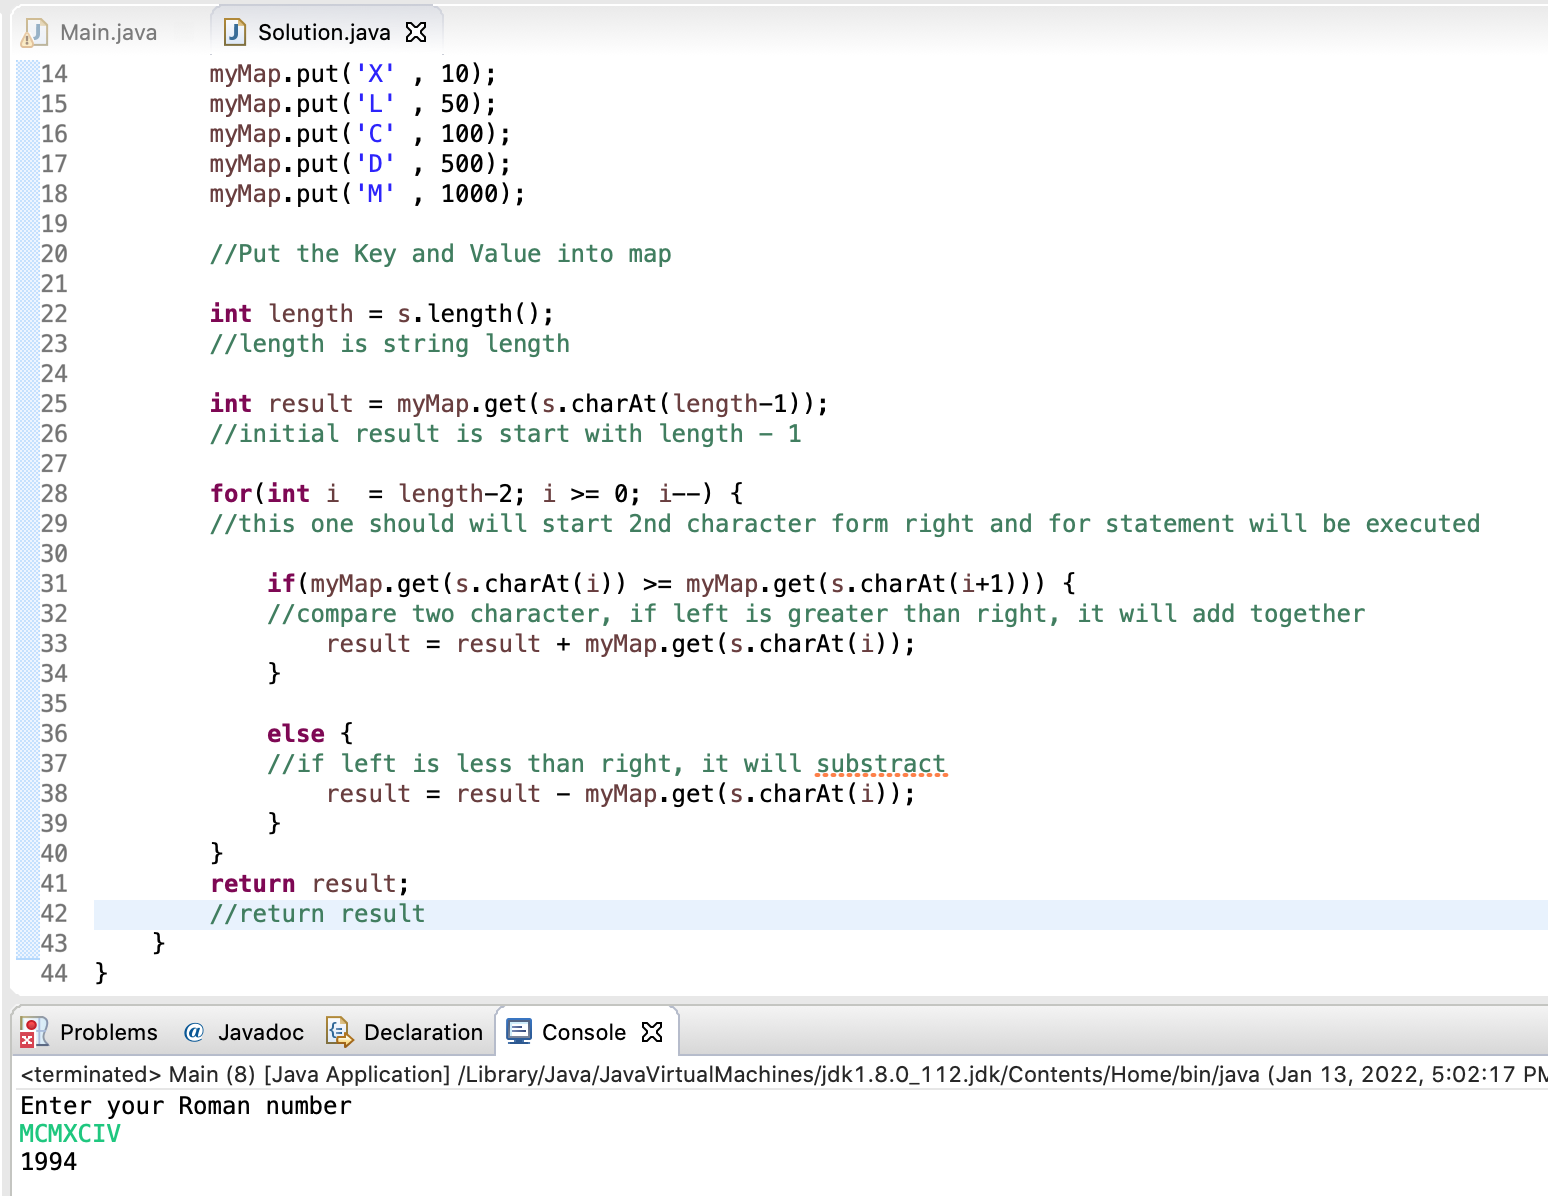 Main.java Solution.java
14 myMap.put('X' , 10);
15 myMap.put('L' , 50);
16 myMap.put('C' , 100);
17 myMap.put('D' , 500);
18 myMap.put('M' , 1000);
19
20 //Put the Key and Value into map
21
22 int length = s.length();
23 //length is string length
24
25 int result = myMap.get(s.charAt(length-1));
26 //initial result is start with length - 1
27
28 for(int i  = length-2; i >= 0; i--) {
29 //this one should will start 2nd character form right and for statement will be executed
30
31 if(myMap.get(s.charAt(i)) >= myMap.get(s.charAt(i+1))) {
32 //compare two character, if left is greater than right, it will add together
33 result = result + myMap.get(s.charAt(i));
34 }
35
36 else {
37 //if left is less than right, it will substract
38 result = result - myMap.get(s.charAt(i));
39 }
40 }
41 return result;
42 //return result
43 }
44 }
Problems @ Javadoc Declaration Console
<terminated> Main (8) [Java Application] /Library/Java/JavaVirtualMachines/jdk1.8.0_112.jdk/Contents/Home/bin/java (Jan 13, 2022, 5:02:17 PM
Enter your Roman number
MCMXCIV
1994